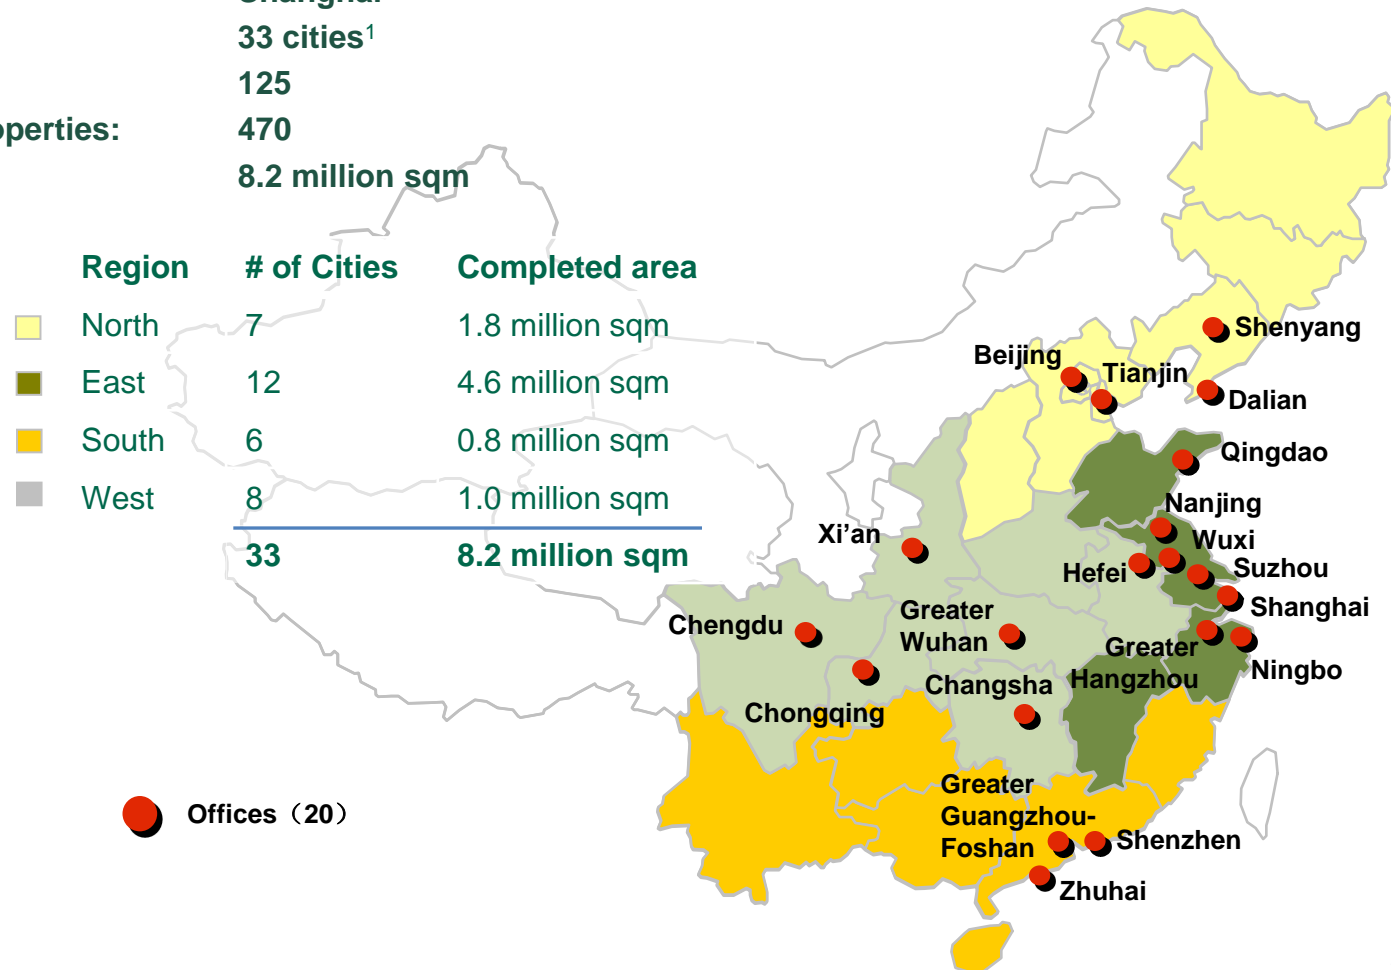 Shanghai
33 cities¹
125
operties: 470
8.2 million sqm
Region # of Cities Completed area
North 7 1.8 million sqm
East 12 4.6 million sqm
South 6 0.8 million sqm
West 8 1.0 million sqm
33 8.2 million sqm
Shenyang
Beijing
Tianjin
Dalian
Qingdao
Nanjing
Wuxi
Xi’an
Hefei
Suzhou
Shanghai
Greater
Wuhan
Chengdu
Greater
Hangzhou
Ningbo
Changsha
Chongqing
Greater
Guangzhou-
Foshan
Shenzhen
Zhuhai
Offices（20）